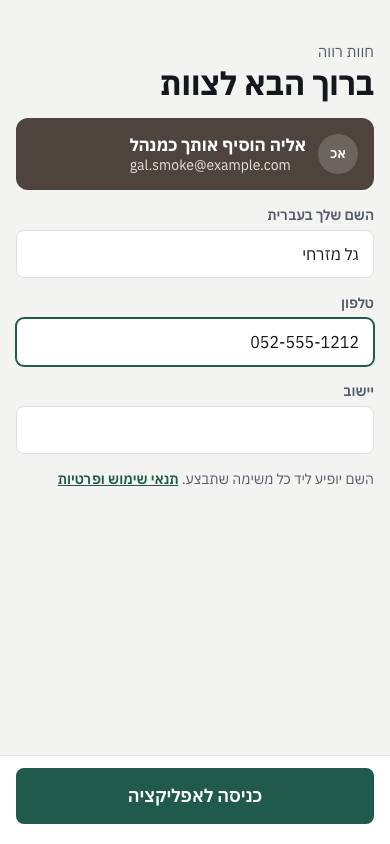 חוות רווה
ברוך הבא לצוות
אכ
אליה הוסיף אותך כמנהל
gal.smoke@example.com
השם שלך בעברית
גל מזרחי
טלפון
052-555-1212
יישוב
השם יופיע ליד כל משימה שתבצע. תנאי שימוש ופרטיות
כניסה לאפליקציה